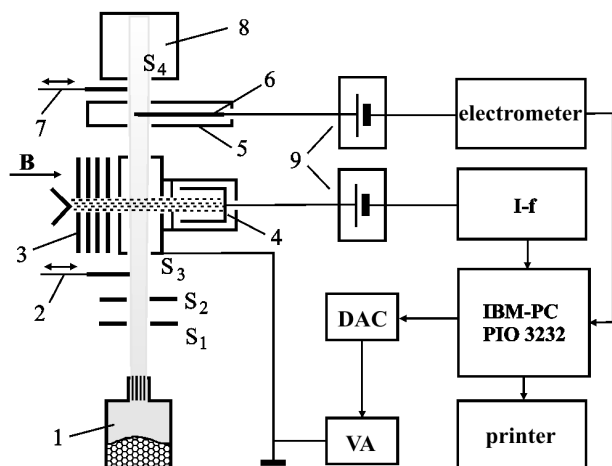 8
S4
6
7
electrometer
5
9
B
I-f
3
4
S3
2
S2
DAC
IBM-PC
PIO 3232
S1
1
VA
printer